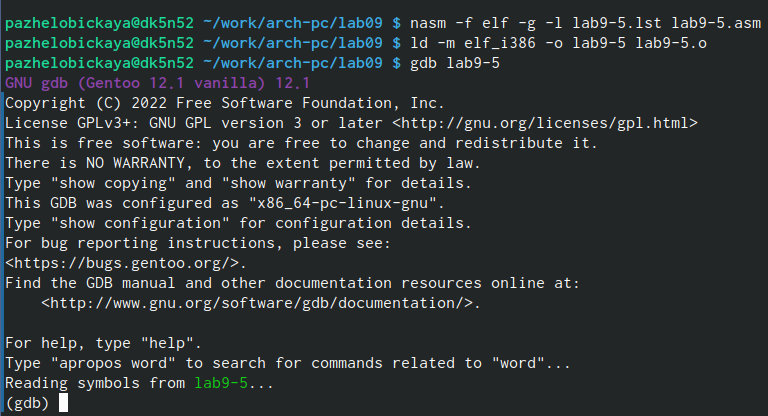 pazhelobickaya@dk5n52 ~/work/arch-pc/lab09 $ nasm -f elf -g -l lab9-5.lst lab9-5.asm
pazhelobickaya@dk5n52 ~/work/arch-pc/lab09 $ ld -m elf_i386 -o lab9-5 lab9-5.o
pazhelobickaya@dk5n52 ~/work/arch-pc/lab09 $ gdb lab9-5
GNU gdb (Gentoo 12.1 vanilla) 12.1
Copyright (C) 2022 Free Software Foundation, Inc.
License GPLv3+: GNU GPL version 3 or later <http://gnu.org/licenses/gpl.html>
This is free software: you are free to change and redistribute it.
There is NO WARRANTY, to the extent permitted by law.
Type "show copying" and "show warranty" for details.
This GDB was configured as "x86_64-pc-linux-gnu".
Type "show configuration" for configuration details.
For bug reporting instructions, please see:
<https://bugs.gentoo.org/>.
Find the GDB manual and other documentation resources online at:
    <http://www.gnu.org/software/gdb/documentation/>.

For help, type "help".
Type "apropos word" to search for commands related to "word"...
Reading symbols from lab9-5...
(gdb)